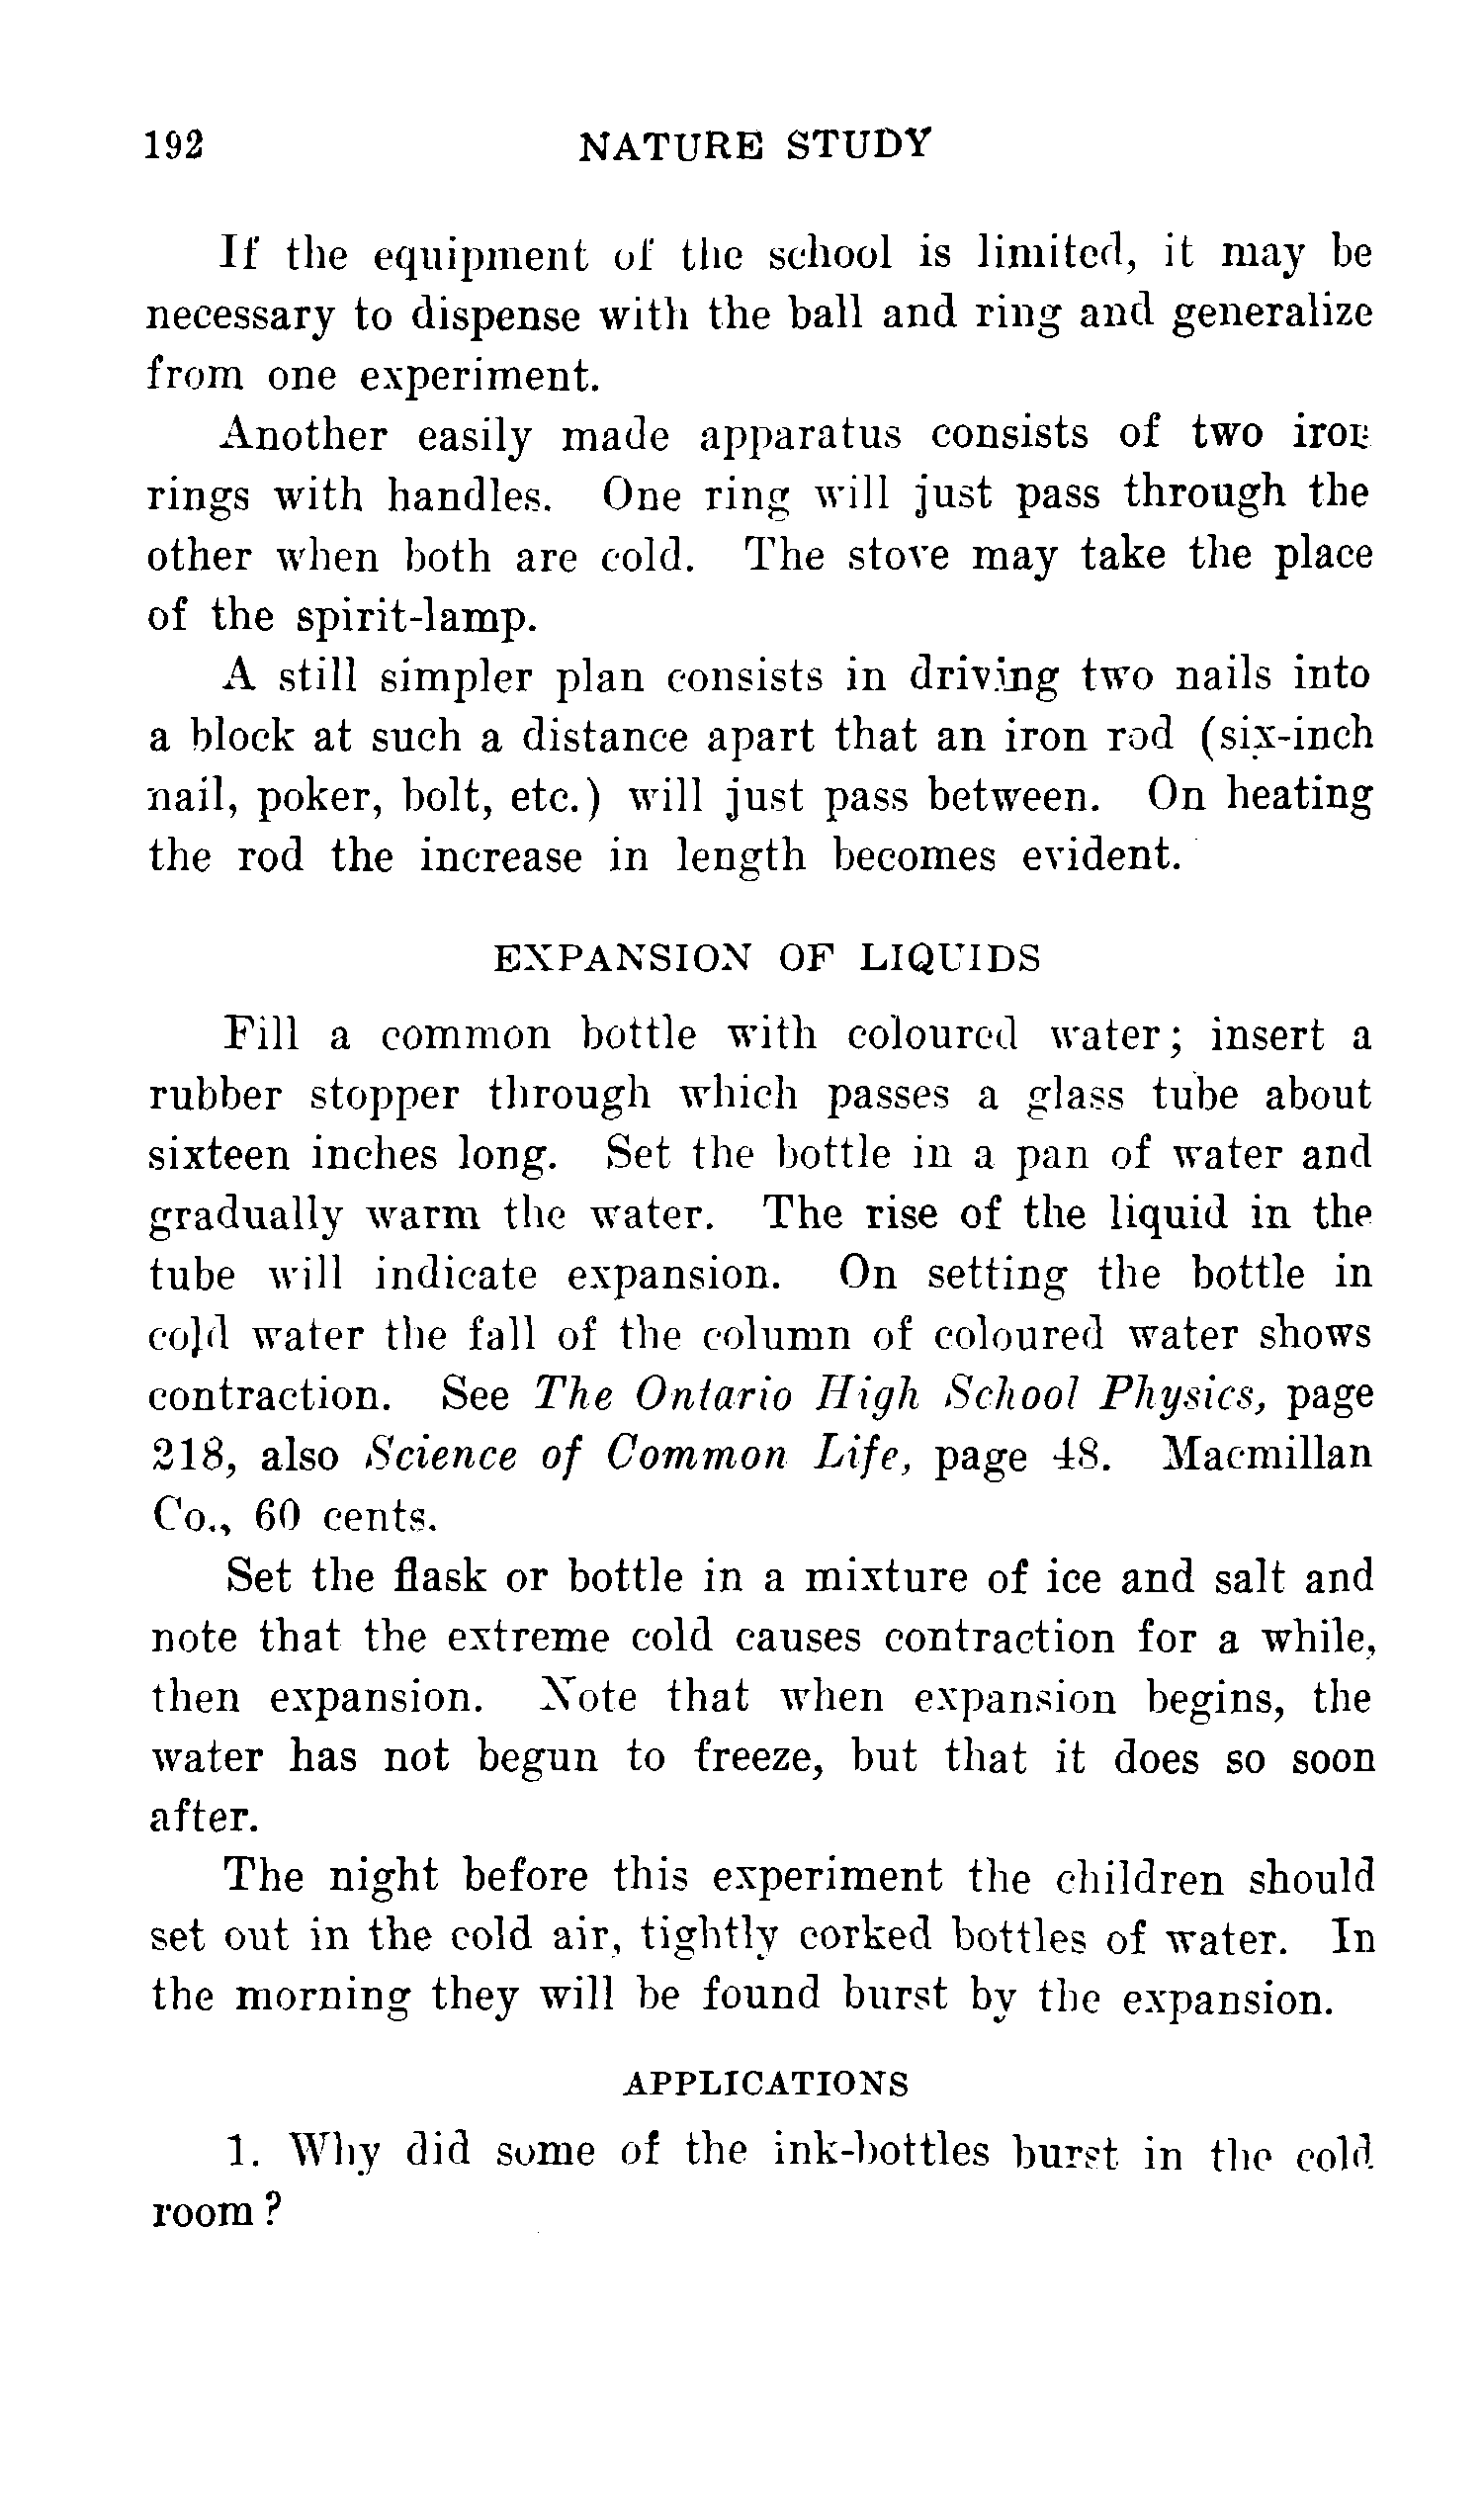 192 NATURE STUDY
If the equipment of the school is limited, it may be
necessary to dispense with the ball and ring and generalize
from one experiment.
Another easily made apparatus consists of two iron
rings with handles. One ring will just pass through the
other when both are cold. The stove may take the place
of the spirit-lamp.
A still simpler plan consists in driving two nails into
a block at such a distance apart that an iron rod (six-inch
nail, poker, bolt, etc.) will just pass between. On heating
the rod the increase in length becomes evident.
EXPANSION OF LIQUIDS
Fill a common bottle with coloured water; insert a
rubber stopper through which passes a glass tube about
sixteen inches long. Set the bottle in a pan of water and
gradually warm the water. The rise of the liquid in the
tube will indicate expansion. On setting the bottle in
cold water the fall of the column of coloured water shows
contraction. See The Ontario High School Physics, page
218, also Science of Common Life, page 48. Macmillan
Co., 60 cents.
Set the flask or bottle in a mixture of ice and salt and
note that the extreme cold causes contraction for a while,
then expansion. Note that when expansion begins, the
water has not begun to freeze, but that it does so soon
after.
The night before this experiment the children should
set out in the cold air, tightly corked bottles of water. In
the morning they will be found burst by the expansion.
APPLICATIONS
1. Why did some of the ink-bottles burst in the cold
room?